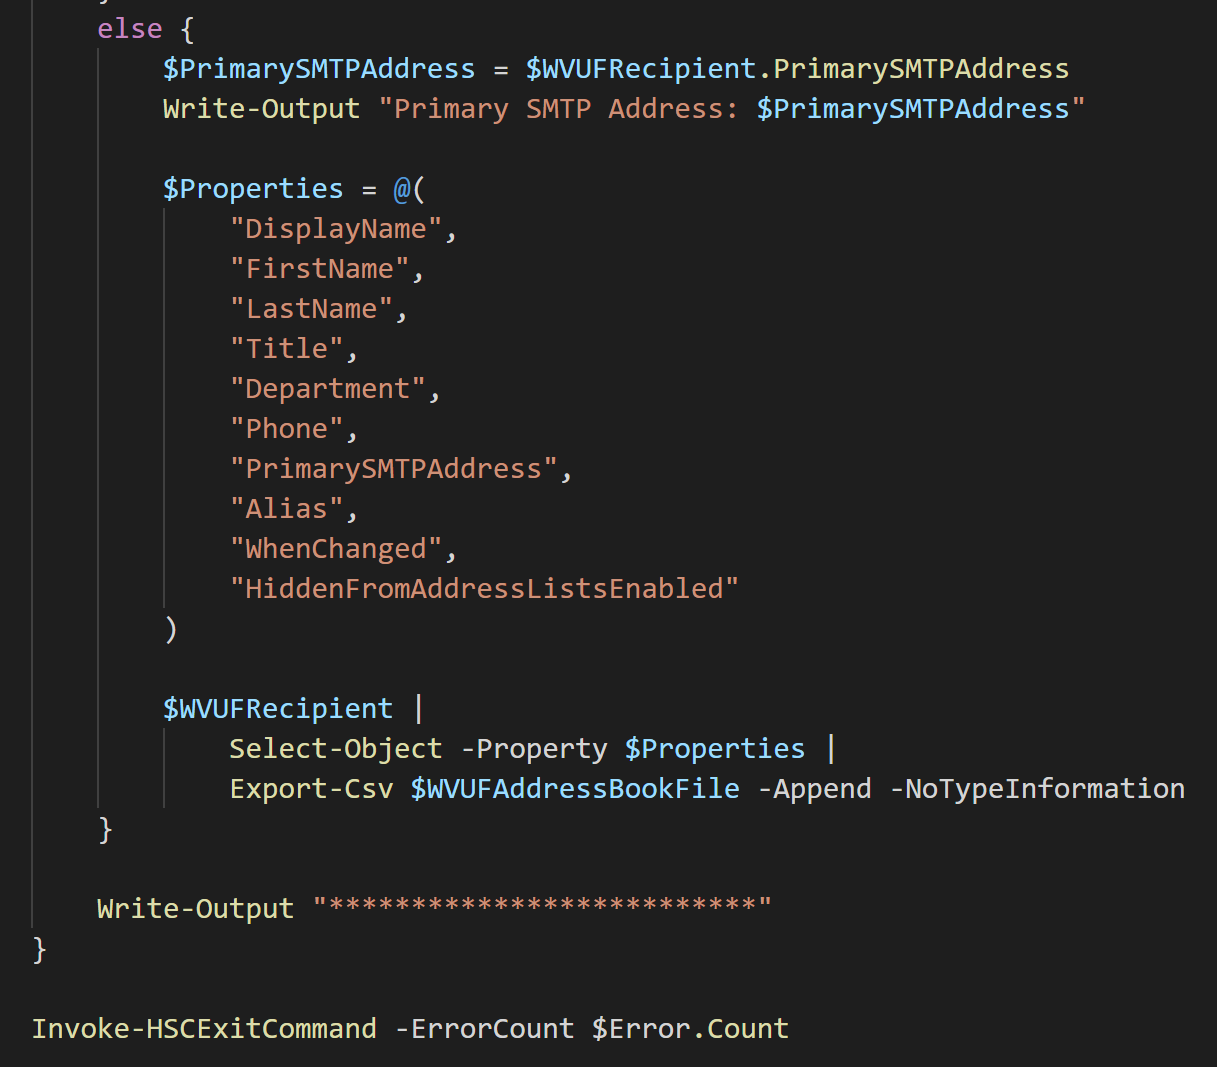 else {
$PrimarySMTPAddress = $WVUFRecipient.PrimarySMTPAddress
Write-Output "Primary SMTP Address: $PrimarySMTPAddress"
$Properties = @(
"DisplayName",
"FirstName",
"LastName",
"Title",
"Department",
"Phone",
"PrimarySMTPAddress",
"Alias",
"WhenChanged",
"HiddenFromAddressListsEnabled"
)
$WVUFRecipient |
Select-Object -Property $Properties |
Export-Csv $WVUFAddressBookFile -Append -NoTypeInformation
}
Write-Output "**************************"
}
Invoke-HSCExitCommand -ErrorCount $Error.Count